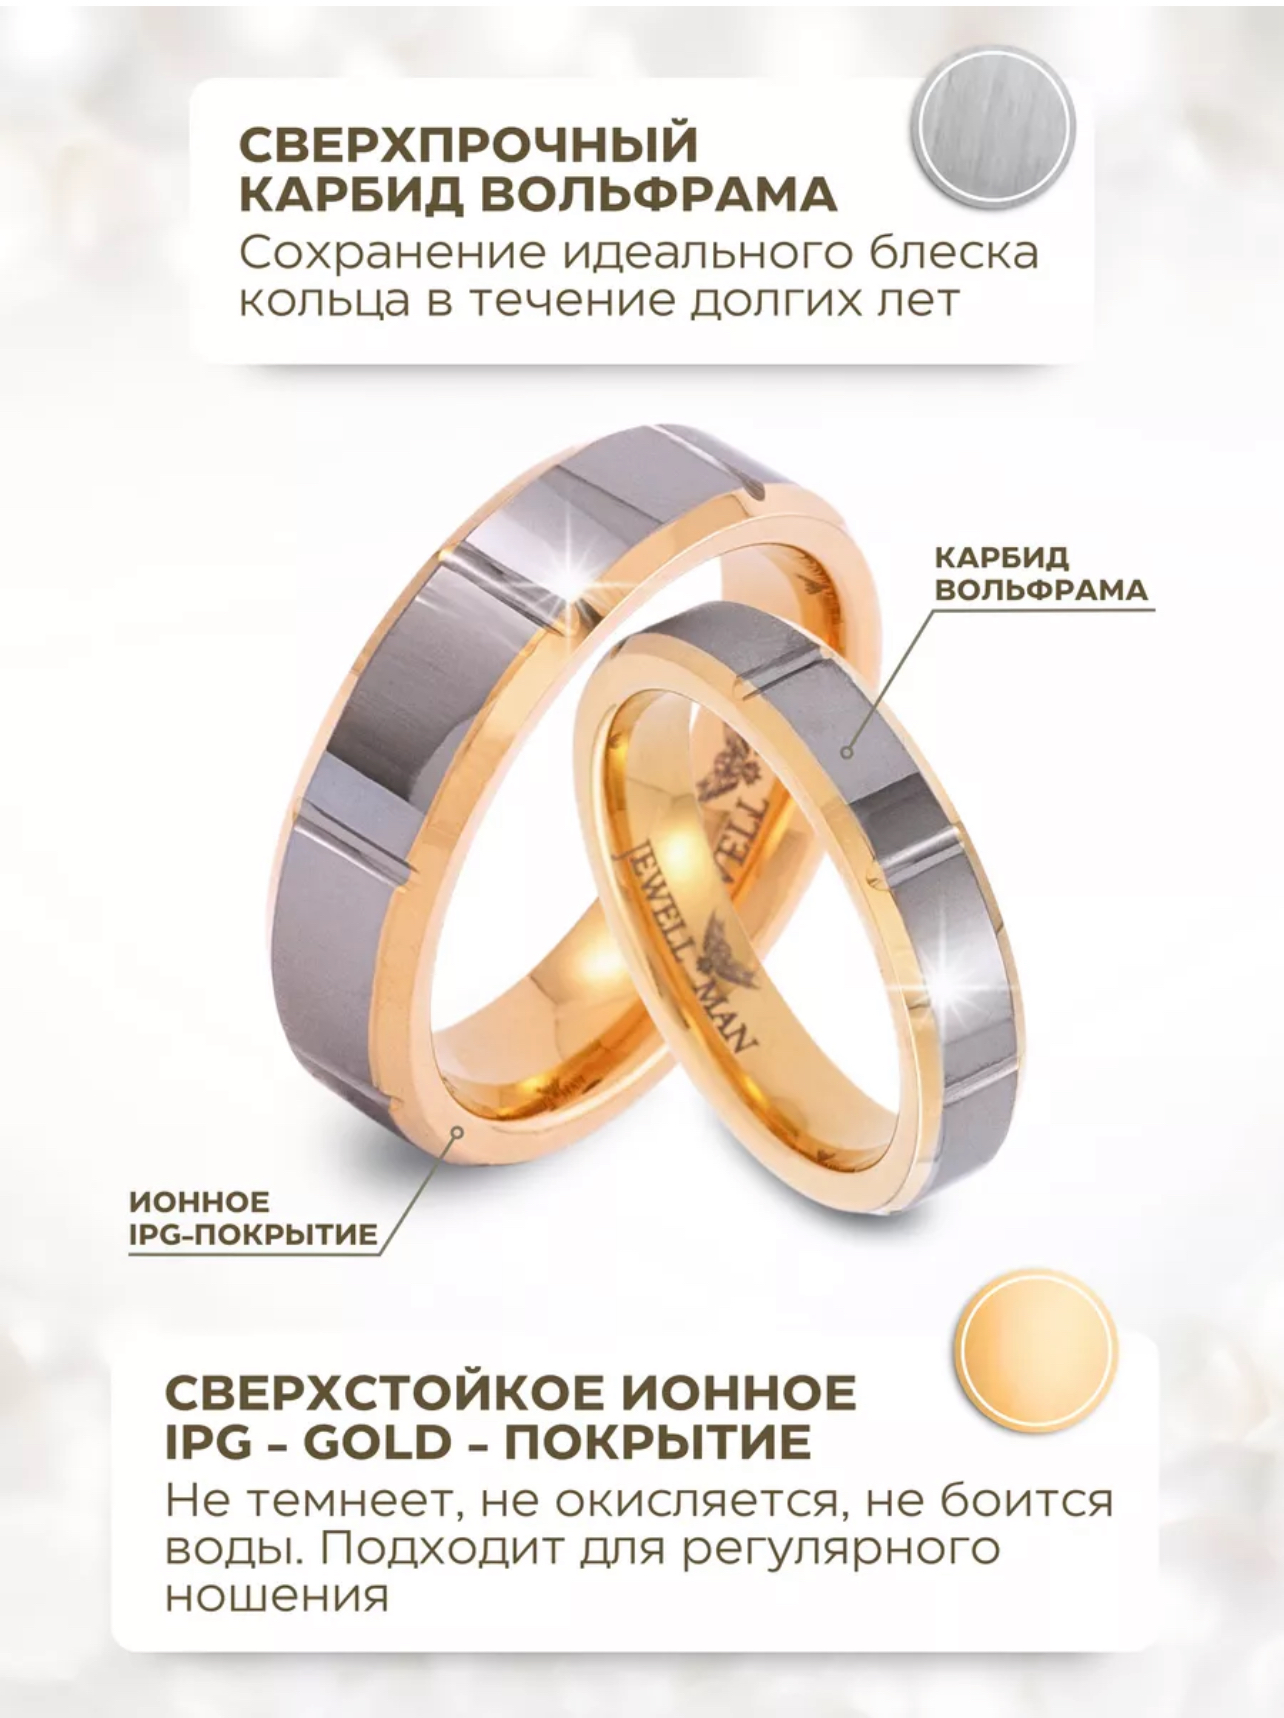 СВЕРХПРОЧНЫЙ
КАРБИД ВОЛЬФРАМА
Сохранение идеального блеска
кольца в течение долгих лет
КАРБИД
ВОЛЬФРАМА
WELL
JEWELL MAN
ИОННОЕ
IPG-ПОКРЫТИЕ
СВЕРХСТОЙКОЕ ИОННОЕ
IPG - GOLD - ПОКРЫТИЕ
Не темнеет, не окисляется, не боится
воды. Подходит для регулярного
ношения